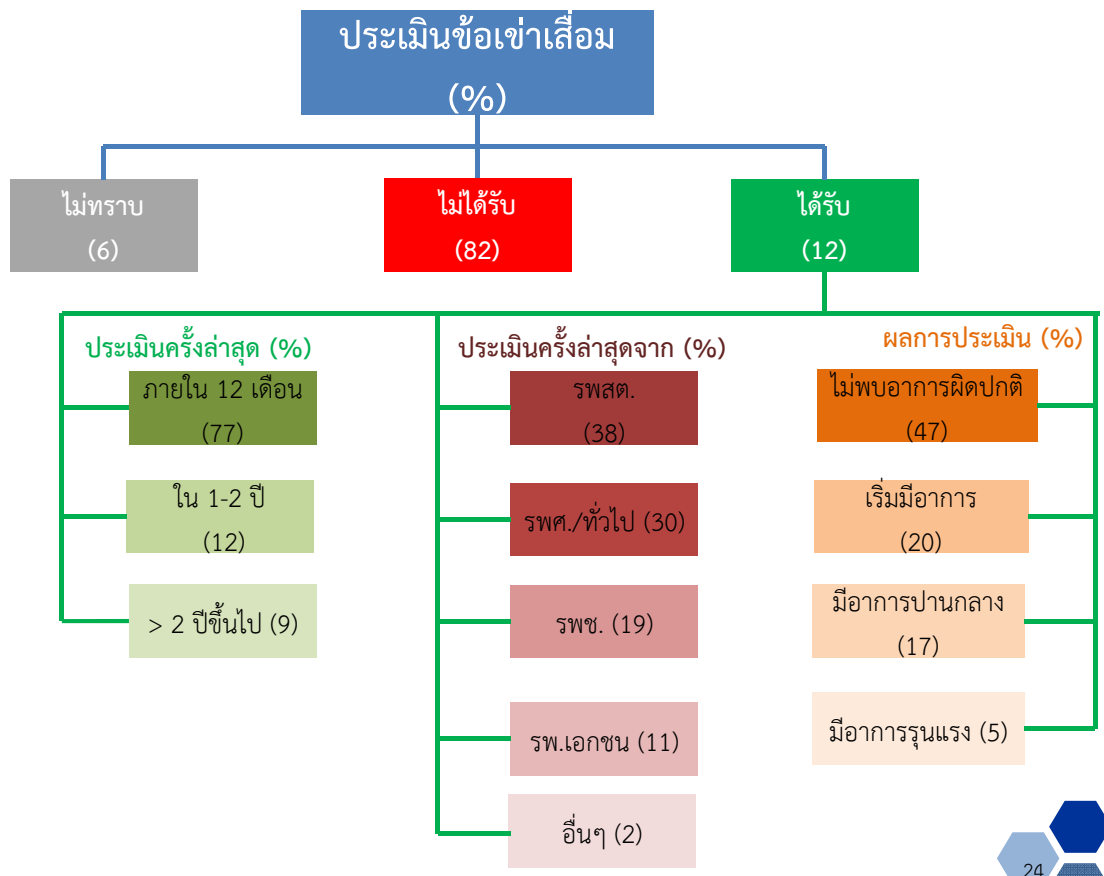 ประเมินข้อเข่าเสื่อม
(%)
ไม่ทราบ
(6)
ไม่ได้รับ
(82)
ได้รับ
(12)
ประเมินครั้งล่าสุด (%)
ภายใน 12 เดือน
(77)
ใน 1-2 ปี
(12)
> 2 ปีขึ้นไป (9)
ประเมินครั้งล่าสุดจาก (%)
รพสต.
(38)
รพศ./ทั่วไป (30)
รพช. (19)
รพ.เอกชน (11)
อื่นๆ (2)
ผลการประเมิน (%)
ไม่พบอาการผิดปกติ
(47)
เริ่มมีอาการ
(20)
มีอาการปานกลาง
(17)
มีอาการรุนแรง (5)
24